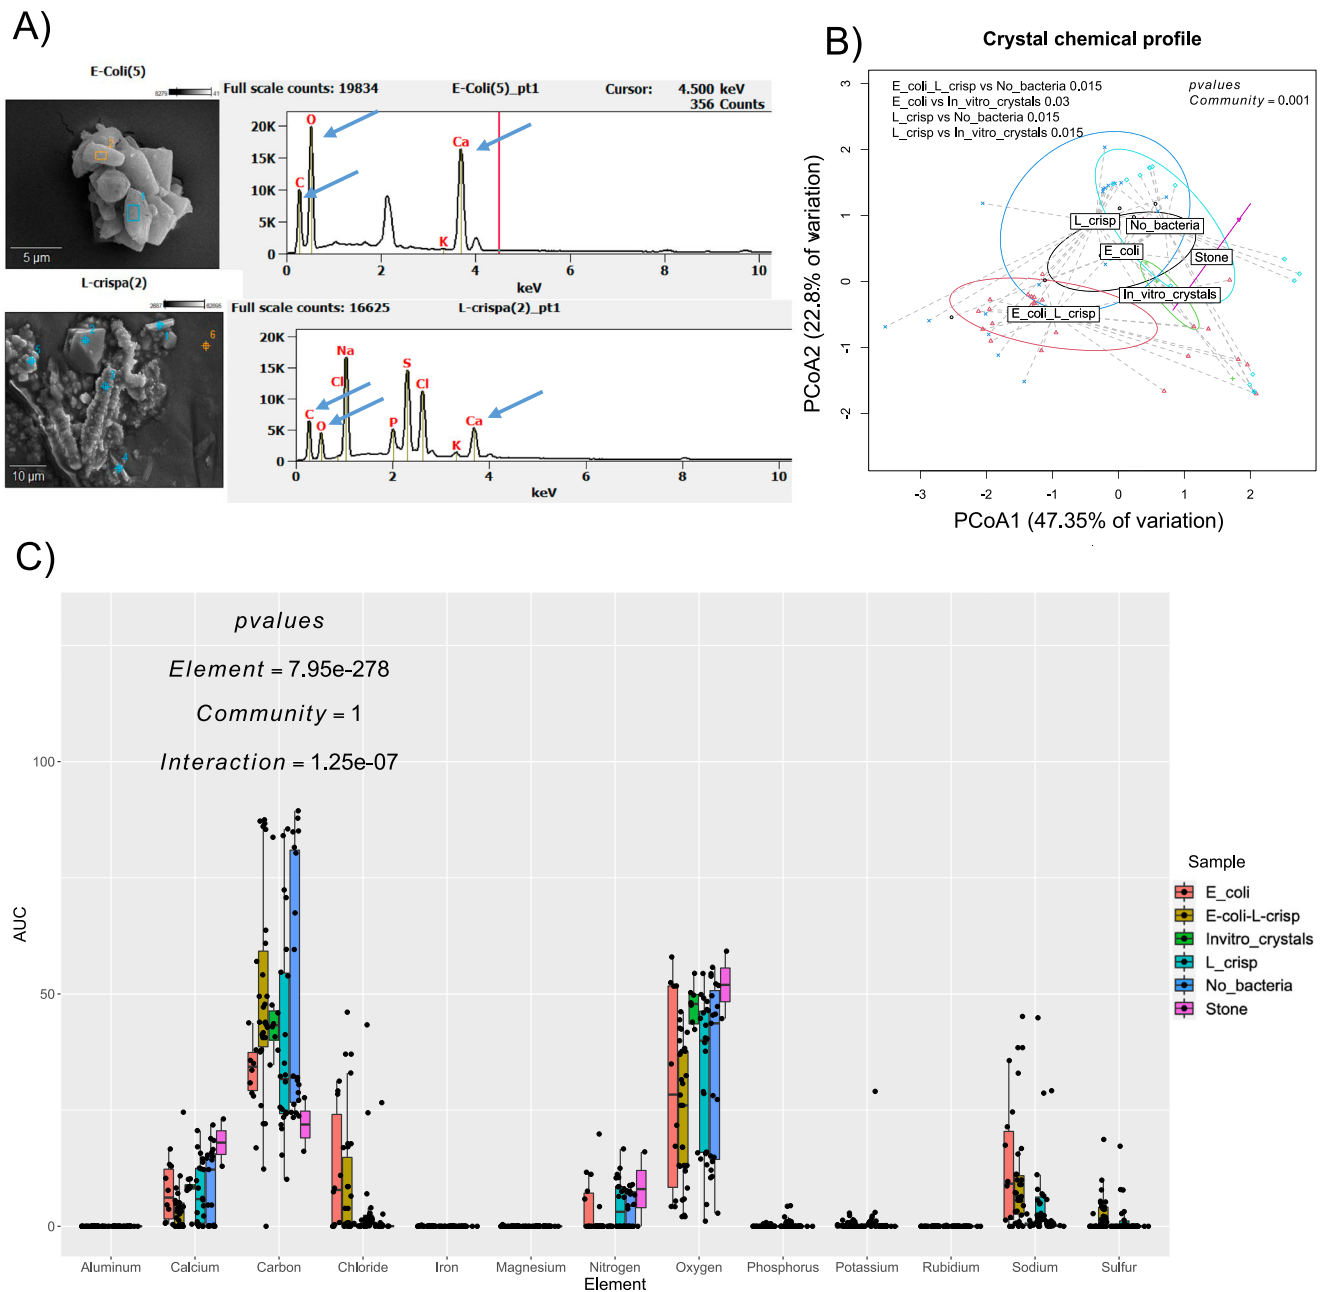 A)
E-Coli(5)
8279 41
5 µm
Full scale counts: 19834 E-Coli(5)_pt1 Cursor: 4.500 keV
356 Counts
20K
15K
10K
5K
0
C
O
K
Ca
0 2 4 6 8 10
keV
L-crispa(2)
2687 62895
10 µm
Full scale counts: 16625 L-crispa(2)_pt1
20K
15K
10K
5K
0
C
O
Na
Cl
P
S
Cl
K
Ca
0 2 4 6 8 10
keV
B)
Crystal chemical profile
E_coli_L_crisp vs No_bacteria 0.015
E_coli vs In_vitro_crystals 0.03
L_crisp vs No_bacteria 0.015
L_crisp vs In_vitro_crystals 0.015
pvalues
Community = 0.001
L_crisp
No_bacteria
E_coli
Stone
In_vitro_crystals
E_coli_L_crisp
3
2
1
0
-1
-2
PCoA2 (22.8% of variation)
-3 -2 -1 0 1 2
PCoA1 (47.35% of variation)
C)
pvalues
Element = 7.95e-278
Community = 1
Interaction = 1.25e-07
100
50
0
AUC
Aluminum Calcium Carbon Chloride Iron Magnesium Nitrogen Oxygen Phosphorus Potassium Rubidium Sodium Sulfur
Element
Sample
E_coli
E-coli-L-crisp
Invitro_crystals
L_crisp
No_bacteria
Stone